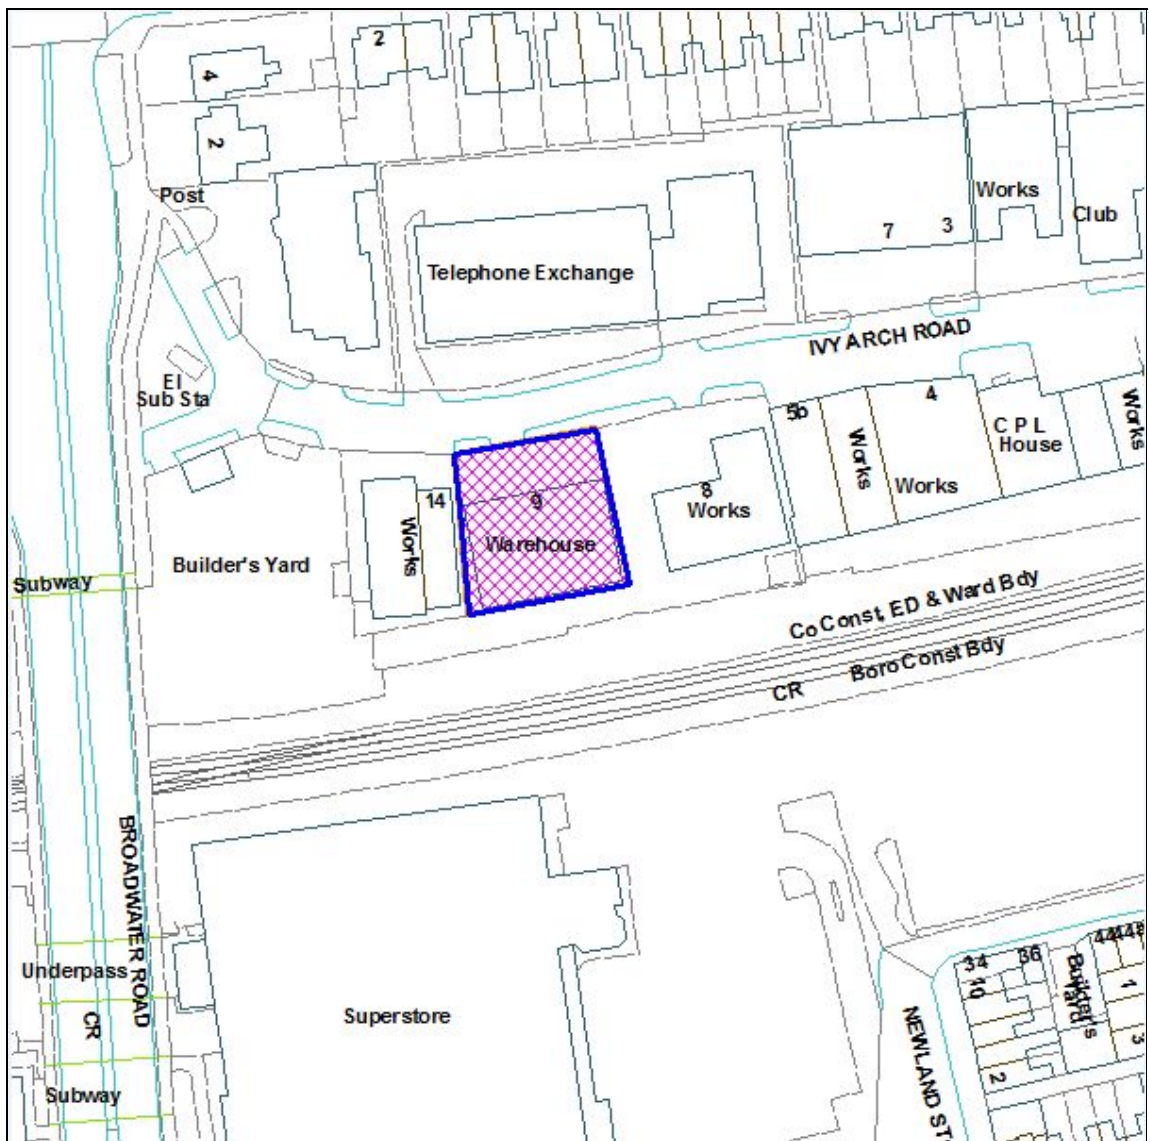 2
4
2
Post
Works
Club
7
3
Telephone Exchange
IVY ARCH ROAD
El
Sub Sta
5b
4
Works
C P L
House
Works
Works
14
9
8
Works
Works
Warehouse
Builder's Yard
Subway
Co Const, ED & Ward Bdy
Boro Const Bdy
CR
BROADWATER ROAD
Underpass
CR
Subway
Superstore
34
36
44
44a
10
Builder's
Yard
1
3
2
NEWLAND ST